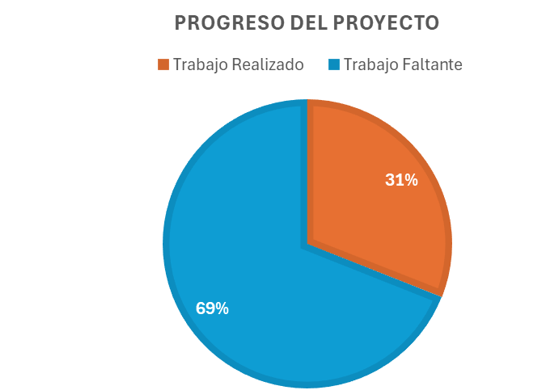 PROGRESO DEL PROYECTO
Trabajo Realizado Trabajo Faltante
31%
69%